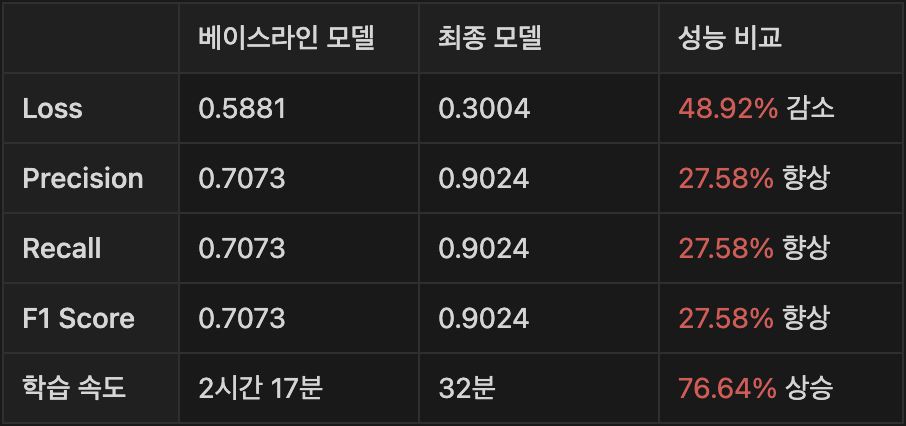 베이스라인 모델 최종 모델 성능 비교
Loss 0.5881 0.3004 48.92% 감소
Precision 0.7073 0.9024 27.58% 향상
Recall 0.7073 0.9024 27.58% 향상
F1 Score 0.7073 0.9024 27.58% 향상
학습 속도 2시간 17분 32분 76.64% 상승